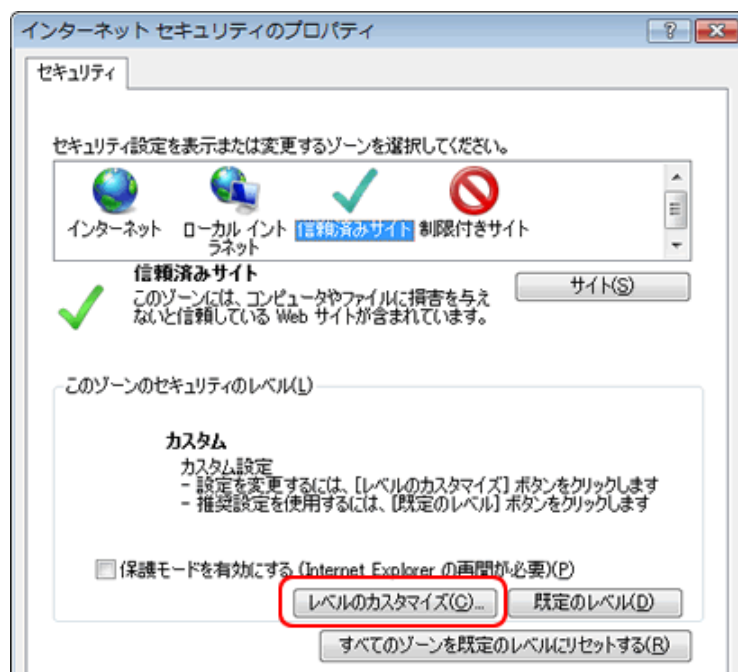 インターネット セキュリティのプロパティ
セキュリティ
セキュリティ設定を表示または変更するゾーンを選択してください。
インターネット
ローカル イント
ラネット
信頼済みサイト
制限付きサイト
信頼済みサイト
このゾーンには、コンピュータやファイルに損害を与え
ないと信頼している Web サイトが含まれています。
サイト(S)
このゾーンのセキュリティのレベル(L)
カスタム
カスタム設定
- 設定を変更するには、[レベルのカスタマイズ] ボタンをクリックします
- 推奨設定を使用するには、[既定のレベル] ボタンをクリックします
保護モードを有効にする (Internet Explorer の再開が必要)(P)
レベルのカスタマイズ(C)...
既定のレベル(D)
すべてのゾーンを既定のレベルにリセットする(R)